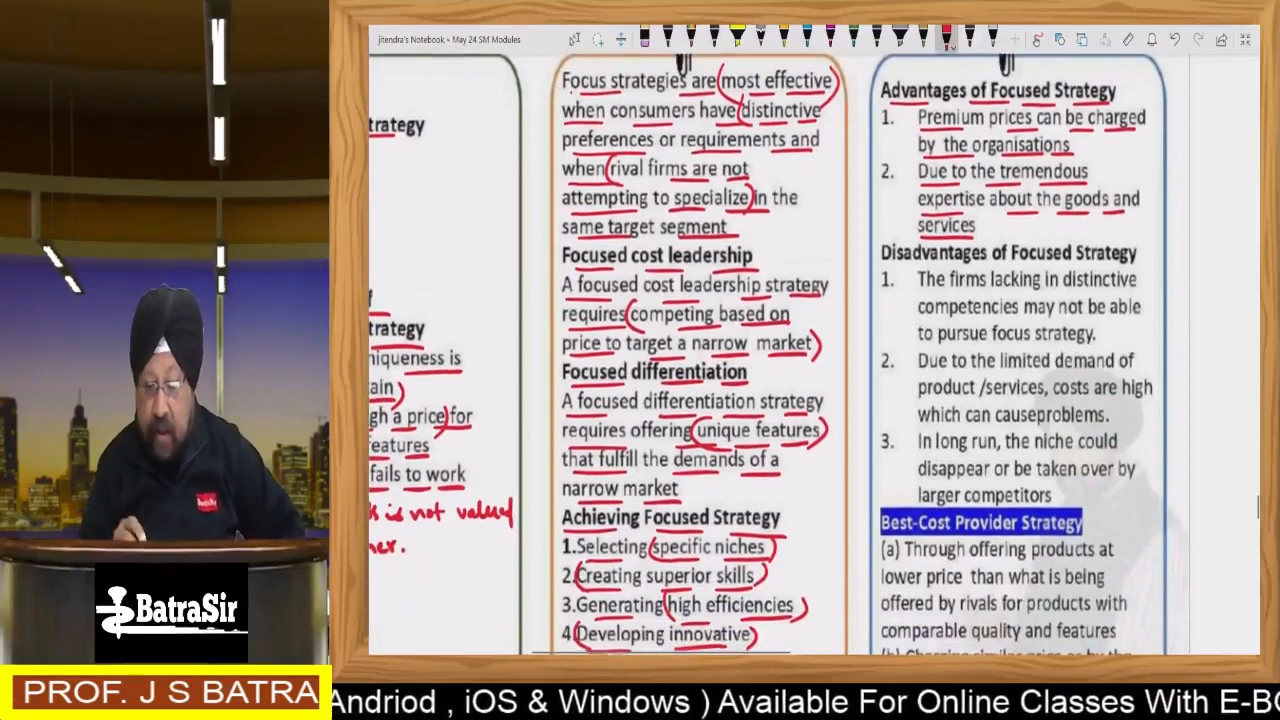 jitendra's Notebook » May 24 SM Modules
trategy
f
trategy
niqueness is
ain)
gh a price) for
eatures
fails to work
is not valued
Focus strategies are (most effective)
when consumers have (distinctive
preferences or requirements and
when (rival firms are not
attempting to specialize) in the
same target segment
Focused cost leadership
A focused cost leadership strategy
requires (competing based on
price to target a narrow market)
Focused differentiation
A focused differentiation strategy
requires offering (unique features)
that fulfill the demands of a
narrow market
Achieving Focused Strategy
1.Selecting (specific niches)
2.(Creating superior skills)
3.Generating (high efficiencies)
4.(Developing innovative)
Advantages of Focused Strategy
1. Premium prices can be charged
by the organisations
2. Due to the tremendous
expertise about the goods and
services
Disadvantages of Focused Strategy
1. The firms lacking in distinctive
competencies may not be able
to pursue focus strategy.
2. Due to the limited demand of
product /services, costs are high
which can causeproblems.
3. In long run, the niche could
disappear or be taken over by
larger competitors
Best-Cost Provider Strategy
(a) Through offering products at
lower price than what is being
offered by rivals for products with
comparable quality and features
BatraSir
PROF. J S BATRA
Andriod , iOS & Windows ) Available For Online Classes With E-BO